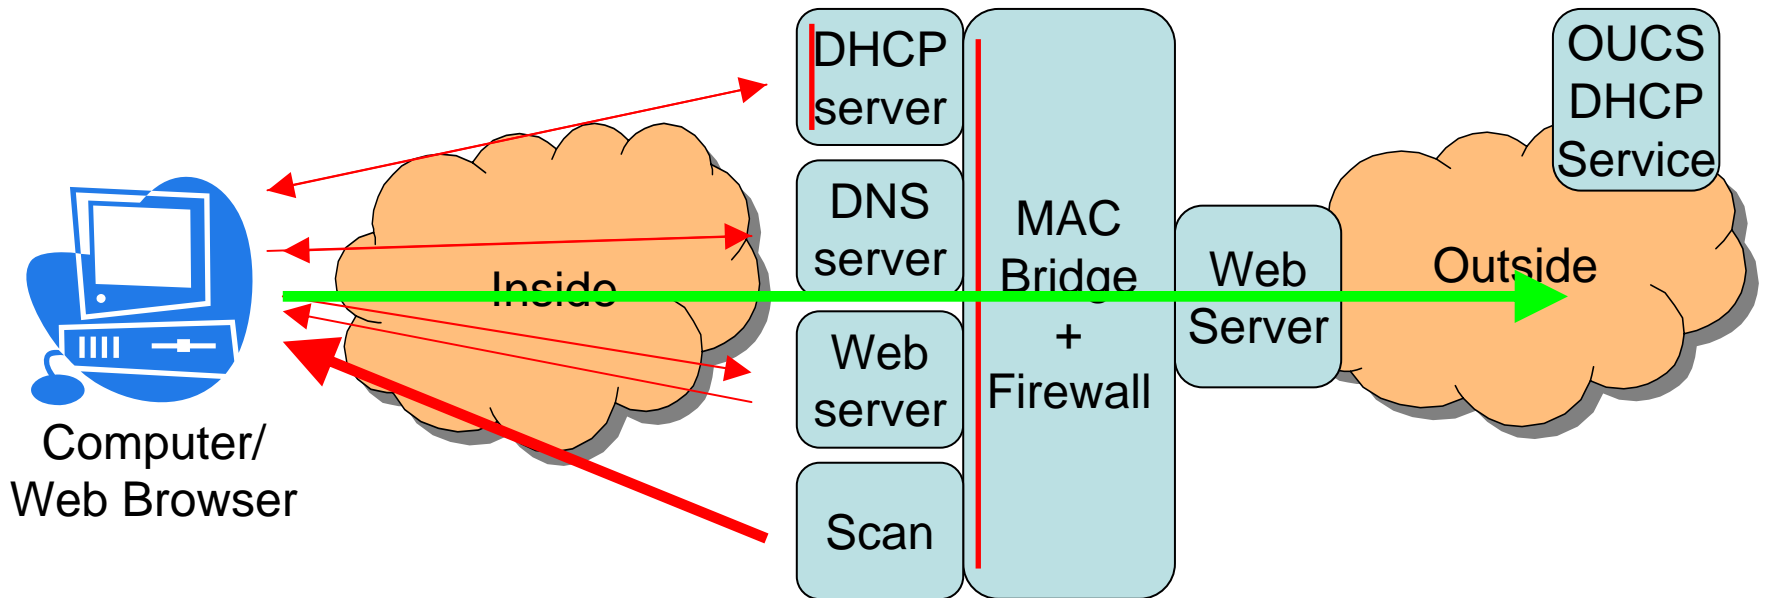 DHCP
server
OUCS
DHCP
Service
DNS
server
MAC
Bridge
+
Firewall
Inside
Web
Server
Outside
Web
server
Scan
Computer/
Web Browser